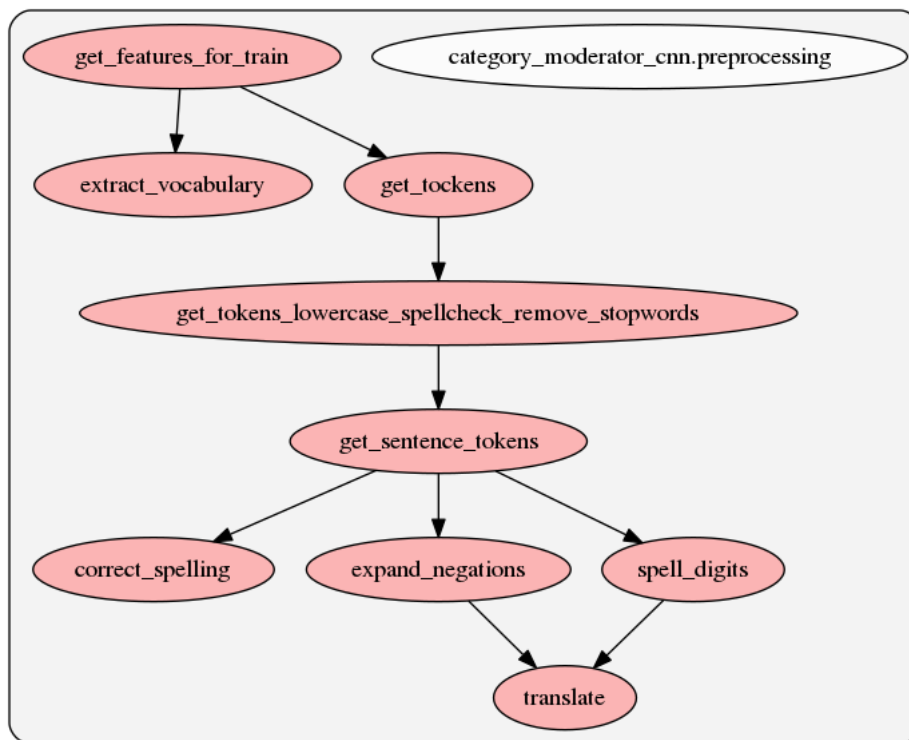 get_features_for_train
category_moderator_cnn.preprocessing
extract_vocabulary
get_tockens
get_tokens_lowercase_spellcheck_remove_stopwords
get_sentence_tokens
correct_spelling
expand_negations
spell_digits
translate